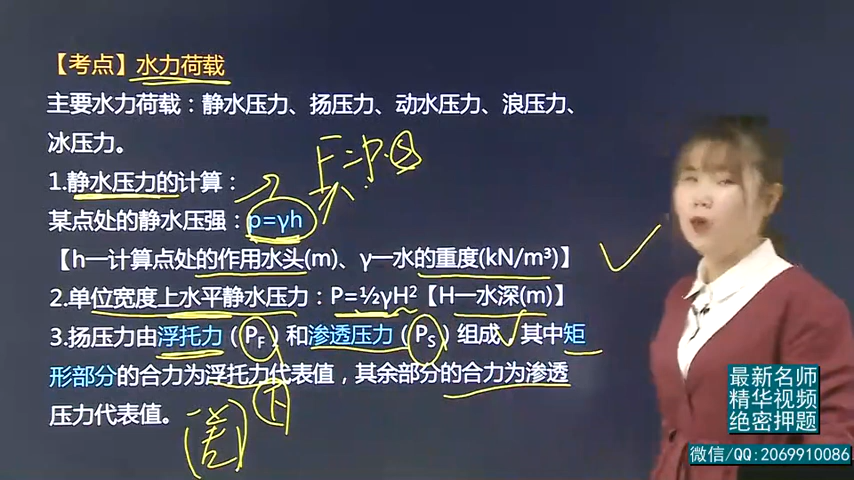 【考点】水力荷载
主要水力荷载：静水压力、扬压力、动水压力、浪压力、
冰压力。
1.静水压力的计算：
F=P·S
某点处的静水压强：p=γh
【h—计算点处的作用水头(m)、γ—水的重度(kN/m³)】
2.单位宽度上水平静水压力：P=½γH²【H—水深(m)】
3.扬压力由浮托力（PF）和渗透压力（PS）组成，其中矩
形部分的合力为浮托力代表值，其余部分的合力为渗透
压力代表值。
(差)
下
最新名师
精华视频
绝密押题
微信/QQ:2069910086